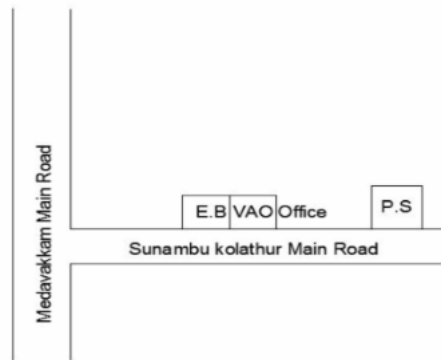 Medavakkam Main Road
E.B VAO Office
P.S
Sunambu kolathur Main Road